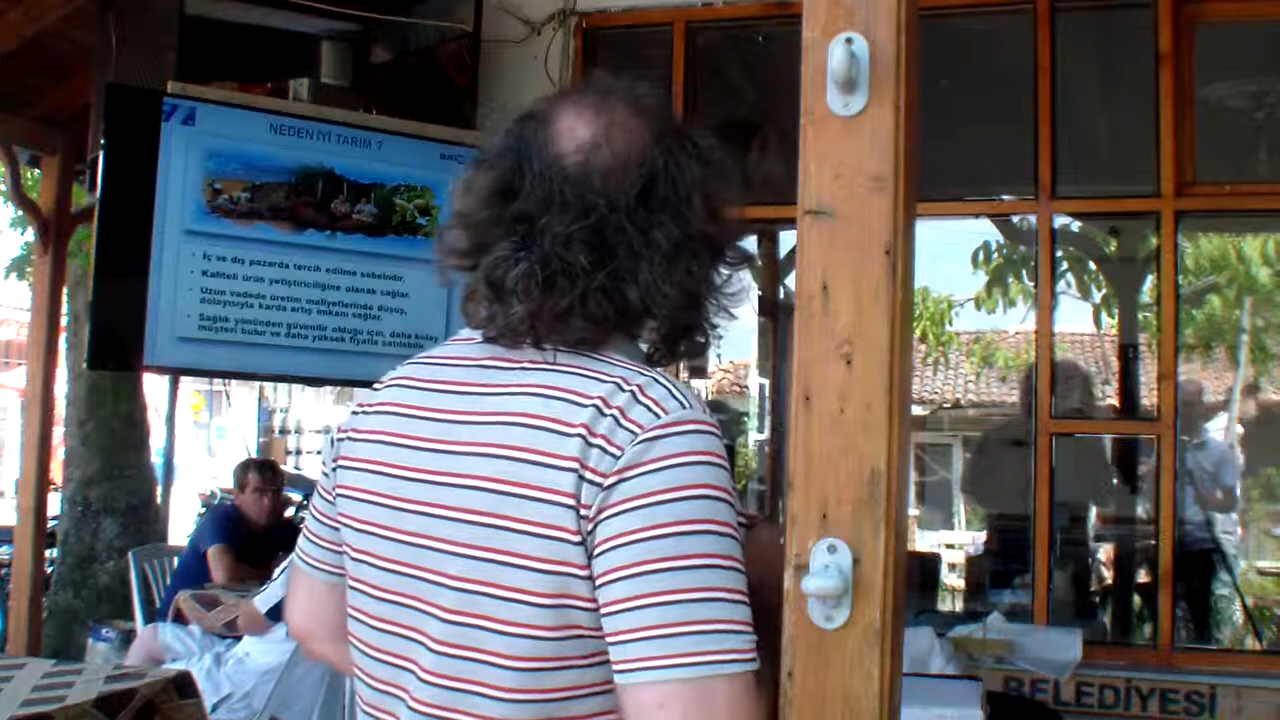 NEDEN İYİ TARIM ?
• İç ve dış pazarda tercih edilme sebebidir,
• Kaliteli ürün yetiştiriciliğine olanak sağlar,
• Uzun vadede üretim maliyetlerinde düşüş,
dolayısıyla karda artış imkanı sağlar.
• Sağlık yönünden güvenilir olduğu için, daha kolay
müşteri bulur ve daha yüksek fiyatla satılabilir.
BELEDİYESİ